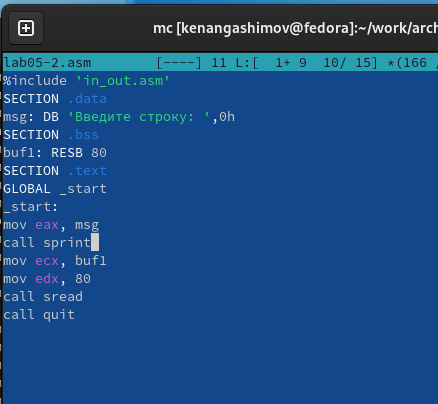 mc [kenangashimov@fedora]:~/work/arch
lab05-2.asm [----] 11 L:[ 1+ 9 10/ 15] *(166 /
%include 'in_out.asm'
SECTION .data
msg: DB 'Введите строку: ',0h
SECTION .bss
buf1: RESB 80
SECTION .text
GLOBAL _start
_start:
mov eax, msg
call sprint
mov ecx, buf1
mov edx, 80
call sread
call quit